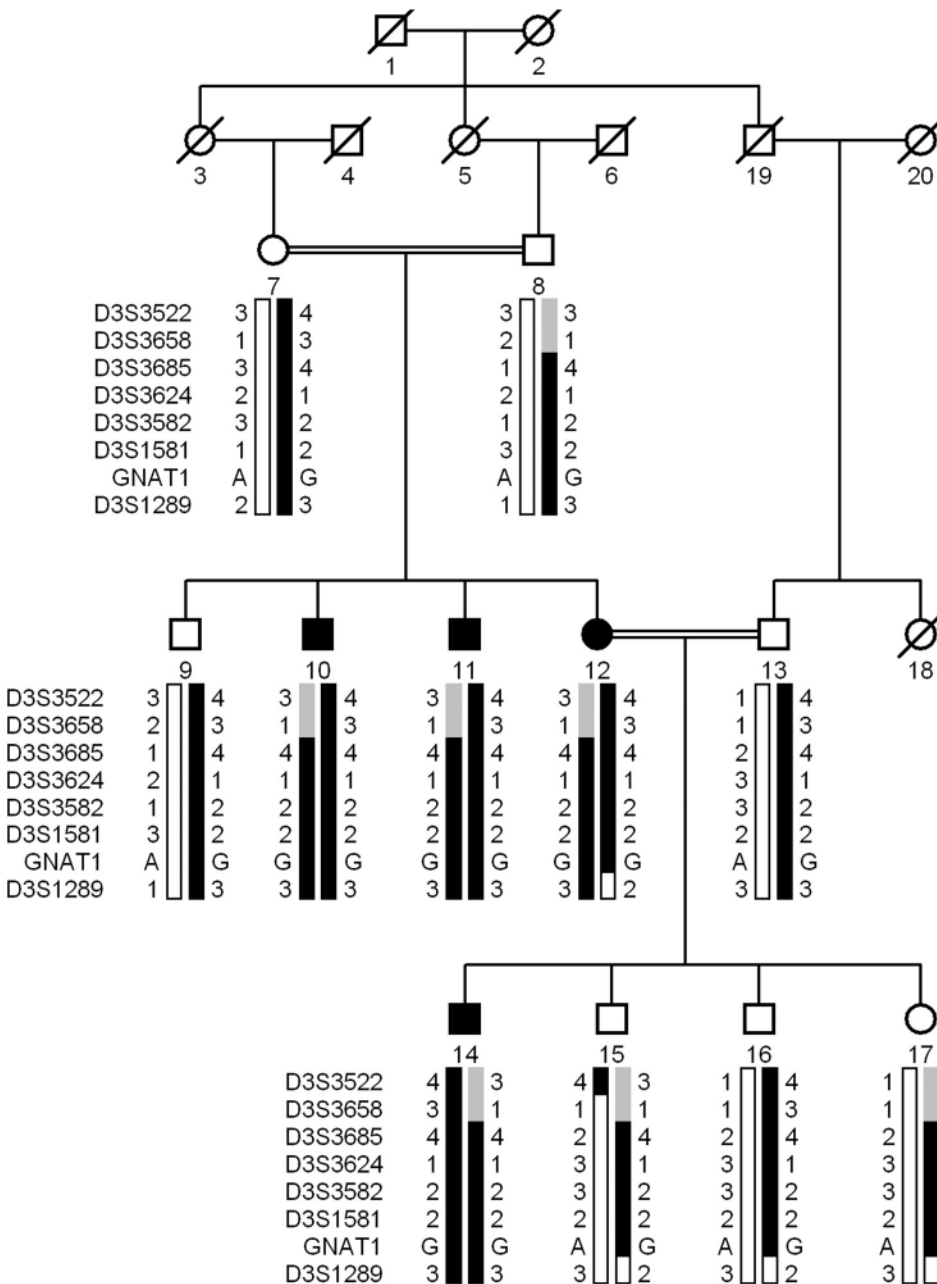 1 2
3 4 5 6 19 20
7 8
D3S3522 3 4 3 3
D3S3658 1 3 2 1
D3S3685 3 4 1 4
D3S3624 2 1 2 1
D3S3582 3 2 1 2
D3S1581 1 2 3 2
GNAT1 A G A G
D3S1289 2 3 1 3
9 10 11 12 13 18
D3S3522 3 4 3 4 3 4 3 4 1 4
D3S3658 2 3 1 3 1 3 1 3 1 3
D3S3685 1 4 4 4 4 4 4 4 2 4
D3S3624 2 1 1 1 1 1 1 1 3 1
D3S3582 1 2 2 2 2 2 2 2 3 2
D3S1581 3 2 2 2 2 2 2 2 2 2
GNAT1 A G G G G G G G A G
D3S1289 1 3 3 3 3 3 3 2 3 3
14 15 16 17
D3S3522 4 3 4 3 1 4 1
D3S3658 3 1 1 1 1 3 1
D3S3685 4 4 2 4 2 4 2
D3S3624 1 1 3 1 3 1 3
D3S3582 2 2 3 2 3 2 3
D3S1581 2 2 2 2 2 2 2
GNAT1 G G A G A G A
D3S1289 3 3 3 2 3 2 3